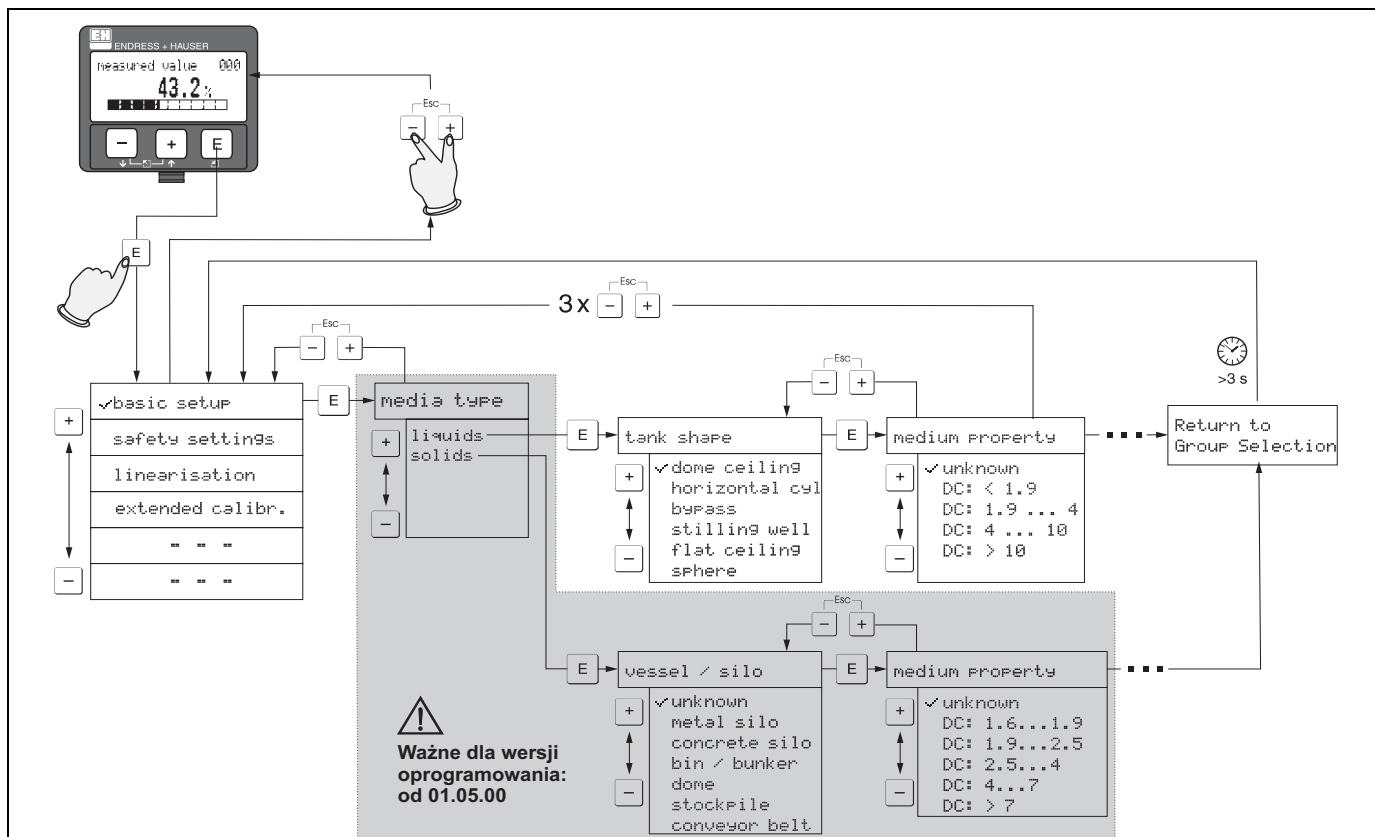 EH
ENDRESS + HAUSER
measured value 000
43.2%
- + E
Esc
- +
E
Esc
3x - +
Esc
- +
>3 s
✓basic setup
safety settings
linearisation
extended calibr.
-- -- --
-- -- --
+
-
E
media type
liquids
solids
+
-
Esc
- +
E
tank shape
✓dome ceiling
horizontal cyl
bypass
stilling well
flat ceiling
sphere
+
-
E
medium property
✓unknown
DC: < 1.9
DC: 1.9 ... 4
DC: 4 ... 10
DC: > 10
+
-
Return to
Group Selection
Esc
- +
E
vessel / silo
✓unknown
metal silo
concrete silo
bin / bunker
dome
stockpile
conveyor belt
+
-
E
medium property
✓unknown
DC: 1.6...1.9
DC: 1.9...2.5
DC: 2.5...4
DC: 4...7
DC: > 7
+
-
Ważne dla wersji
oprogramowania:
od 01.05.00